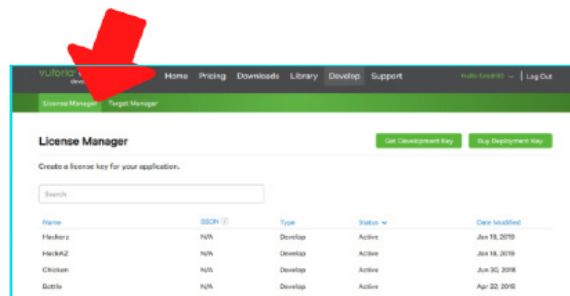 vuforia
Home Pricing Downloads Library Develop Support
Log Out
License Manager Target Manager
License Manager
Get Development Key Buy Deployment Key
Create a license key for your application.
Search
Name SSDN Type Status Date Modified
Hackerz N/A Develop Active Jan 18, 2019
HackAZ N/A Develop Active Jan 18, 2019
Chicken N/A Develop Active Jun 30, 2018
Bottle N/A Develop Active Apr 22, 2018